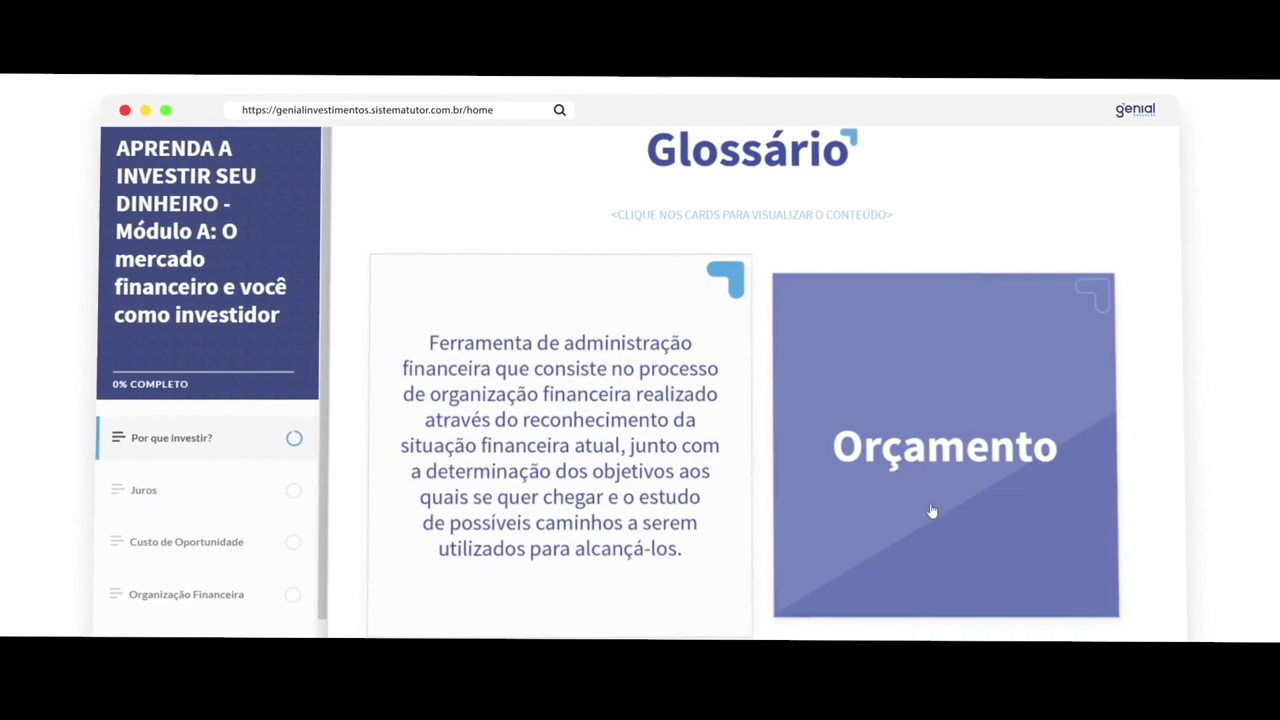 https://genialinvestimentos.sistematutor.com.br/home
genial
EDUCAÇÃO
APRENDA A
INVESTIR SEU
DINHEIRO -
Módulo A: O
mercado
financeiro e você
como investidor
0% COMPLETO
Por que investir?
Juros
Custo de Oportunidade
Organização Financeira
Glossário
<CLIQUE NOS CARDS PARA VISUALIZAR O CONTEÚDO>
Ferramenta de administração
financeira que consiste no processo
de organização financeira realizado
através do reconhecimento da
situação financeira atual, junto com
a determinação dos objetivos aos
quais se quer chegar e o estudo
de possíveis caminhos a serem
utilizados para alcançá-los.
Orçamento